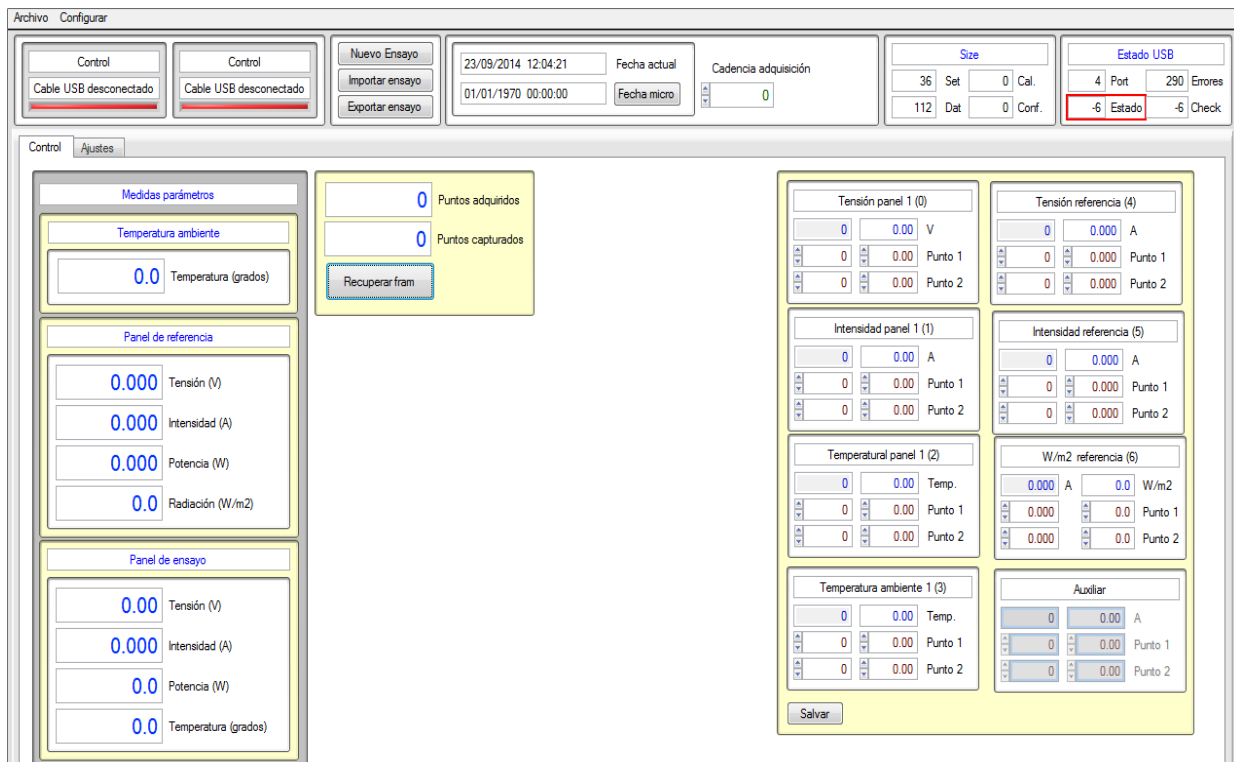 Archivo Configurar
Control
Cable USB desconectado
Control
Cable USB desconectado
Nuevo Ensayo
Importar ensayo
Exportar ensayo
23/09/2014 12:04:21 Fecha actual
01/01/1970 00:00:00 Fecha micro
Cadencia adquisición
0
Size
36 Set 0 Cal.
112 Dat 0 Conf.
Estado USB
4 Port 290 Errores
-6 Estado -6 Check
Control Ajustes
Medidas parámetros
Temperatura ambiente
0.0 Temperatura (grados)
Panel de referencia
0.000 Tensión (V)
0.000 Intensidad (A)
0.000 Potencia (W)
0.0 Radiación (W/m2)
Panel de ensayo
0.00 Tensión (V)
0.000 Intensidad (A)
0.0 Potencia (W)
0.0 Temperatura (grados)
0 Puntos adquiridos
0 Puntos capturados
Recuperar fram
Tensión panel 1 (0)
0 0.00 V
0 0.00 Punto 1
0 0.00 Punto 2
Tensión referencia (4)
0 0.000 A
0 0.000 Punto 1
0 0.000 Punto 2
Intensidad panel 1 (1)
0 0.00 A
0 0.00 Punto 1
0 0.00 Punto 2
Intensidad referencia (5)
0 0.000 A
0 0.000 Punto 1
0 0.000 Punto 2
Temperatural panel 1 (2)
0 0.00 Temp.
0 0.00 Punto 1
0 0.00 Punto 2
W/m2 referencia (6)
0.000 A 0.0 W/m2
0.000 0.0 Punto 1
0.000 0.0 Punto 2
Temperatura ambiente 1 (3)
0 0.00 Temp.
0 0.00 Punto 1
0 0.00 Punto 2
Auxiliar
0 0.00 A
0 0.00 Punto 1
0 0.00 Punto 2
Salvar